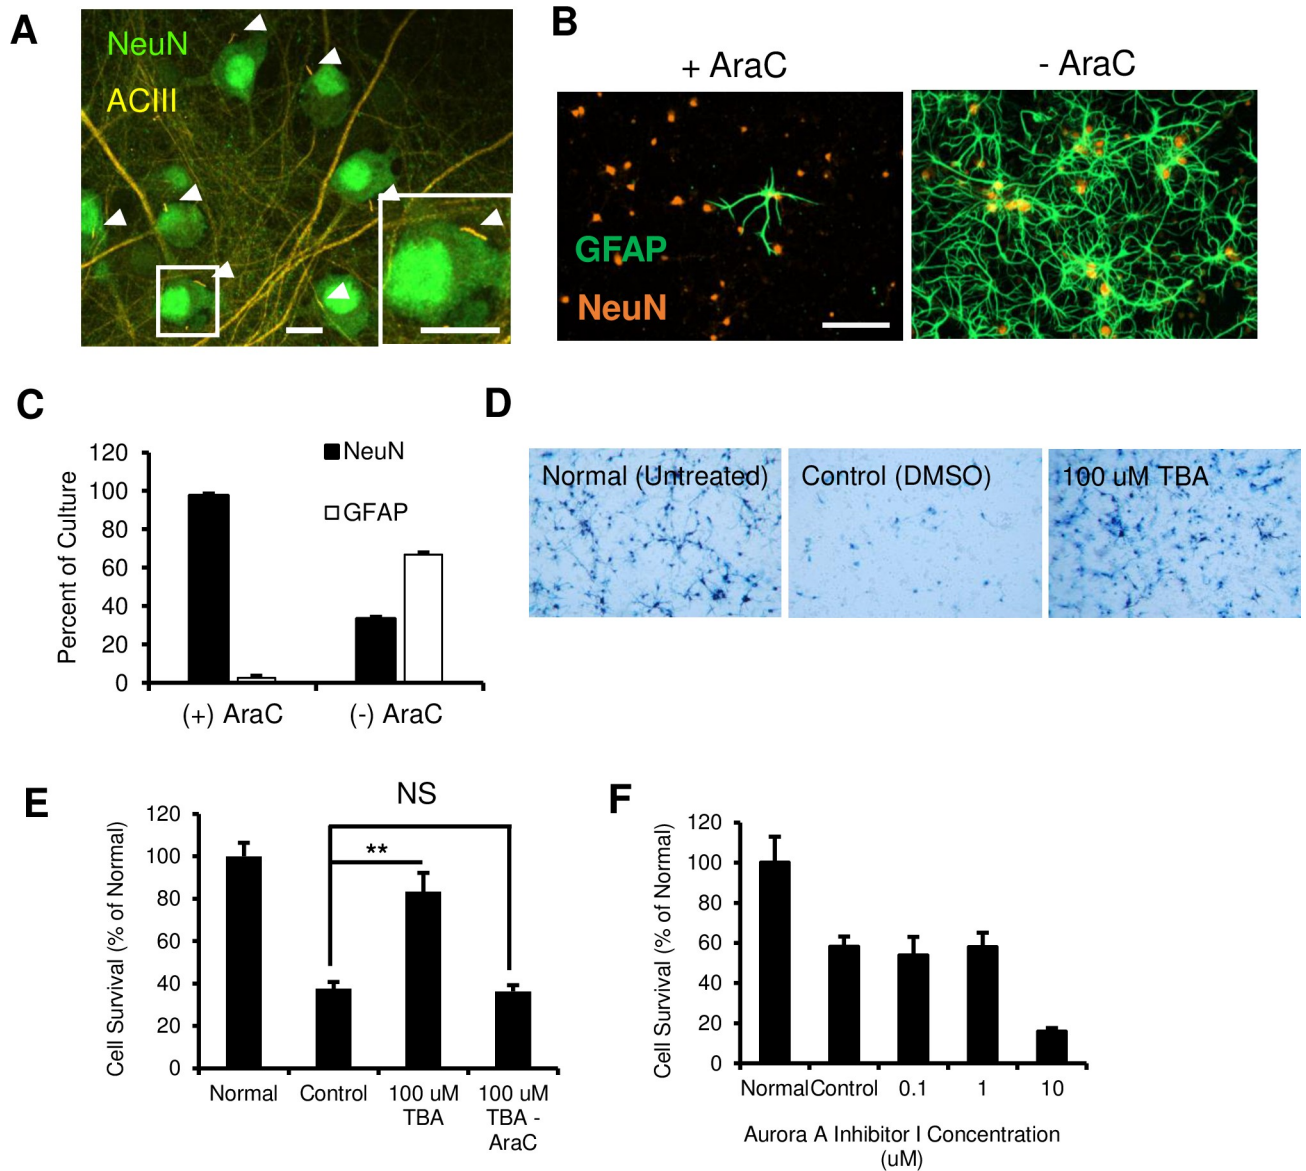 A
NeuN
ACIII
B
+ AraC
- AraC
GFAP
NeuN
C
120
100
80
60
40
20
0
Percent of Culture
NeuN
GFAP
(+) AraC
(-) AraC
D
Normal (Untreated)
Control (DMSO)
100 uM TBA
E
NS
**
120
100
80
60
40
20
0
Cell Survival (% of Normal)
Normal
Control
100 uM
TBA
100 uM
TBA -
AraC
F
120
100
80
60
40
20
0
Cell Survival (% of Normal)
Normal
Control
0.1
1
10
Aurora A Inhibitor I Concentration
(uM)